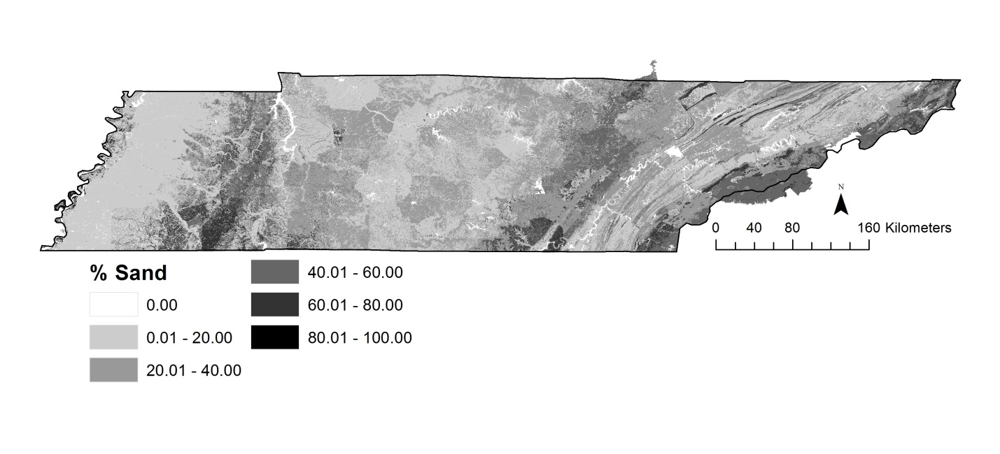 N
0 40 80 160 Kilometers
% Sand
0.00
0.01 - 20.00
20.01 - 40.00
40.01 - 60.00
60.01 - 80.00
80.01 - 100.00